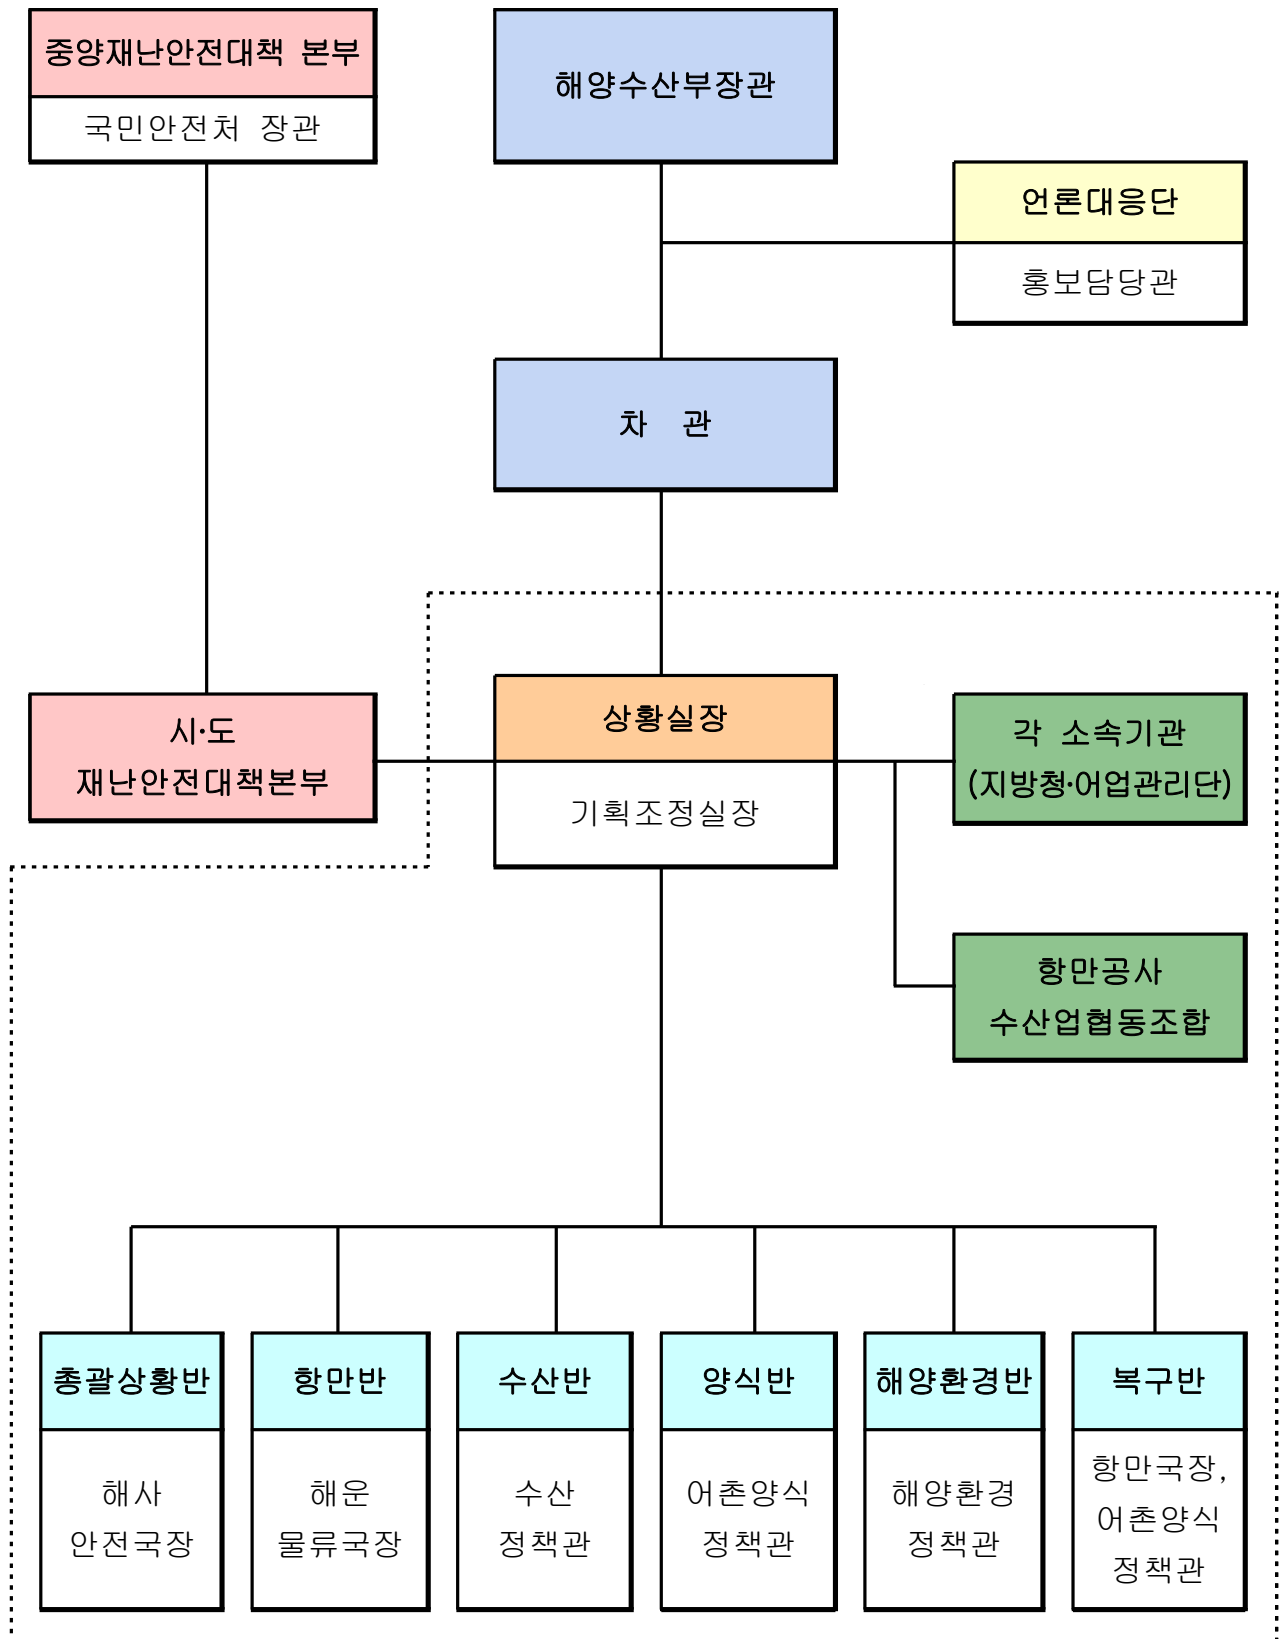 중앙재난안전대책 본부
국민안전처 장관
해양수산부장관
언론대응단
홍보담당관
차 관
시·도
재난안전대책본부
상황실장
기획조정실장
각 소속기관
(지방청·어업관리단)
항만공사
수산업협동조합
총괄상황반
해사
안전국장
항만반
해운
물류국장
수산반
수산
정책관
양식반
어촌양식
정책관
해양환경반
해양환경
정책관
복구반
항만국장,
어촌양식
정책관